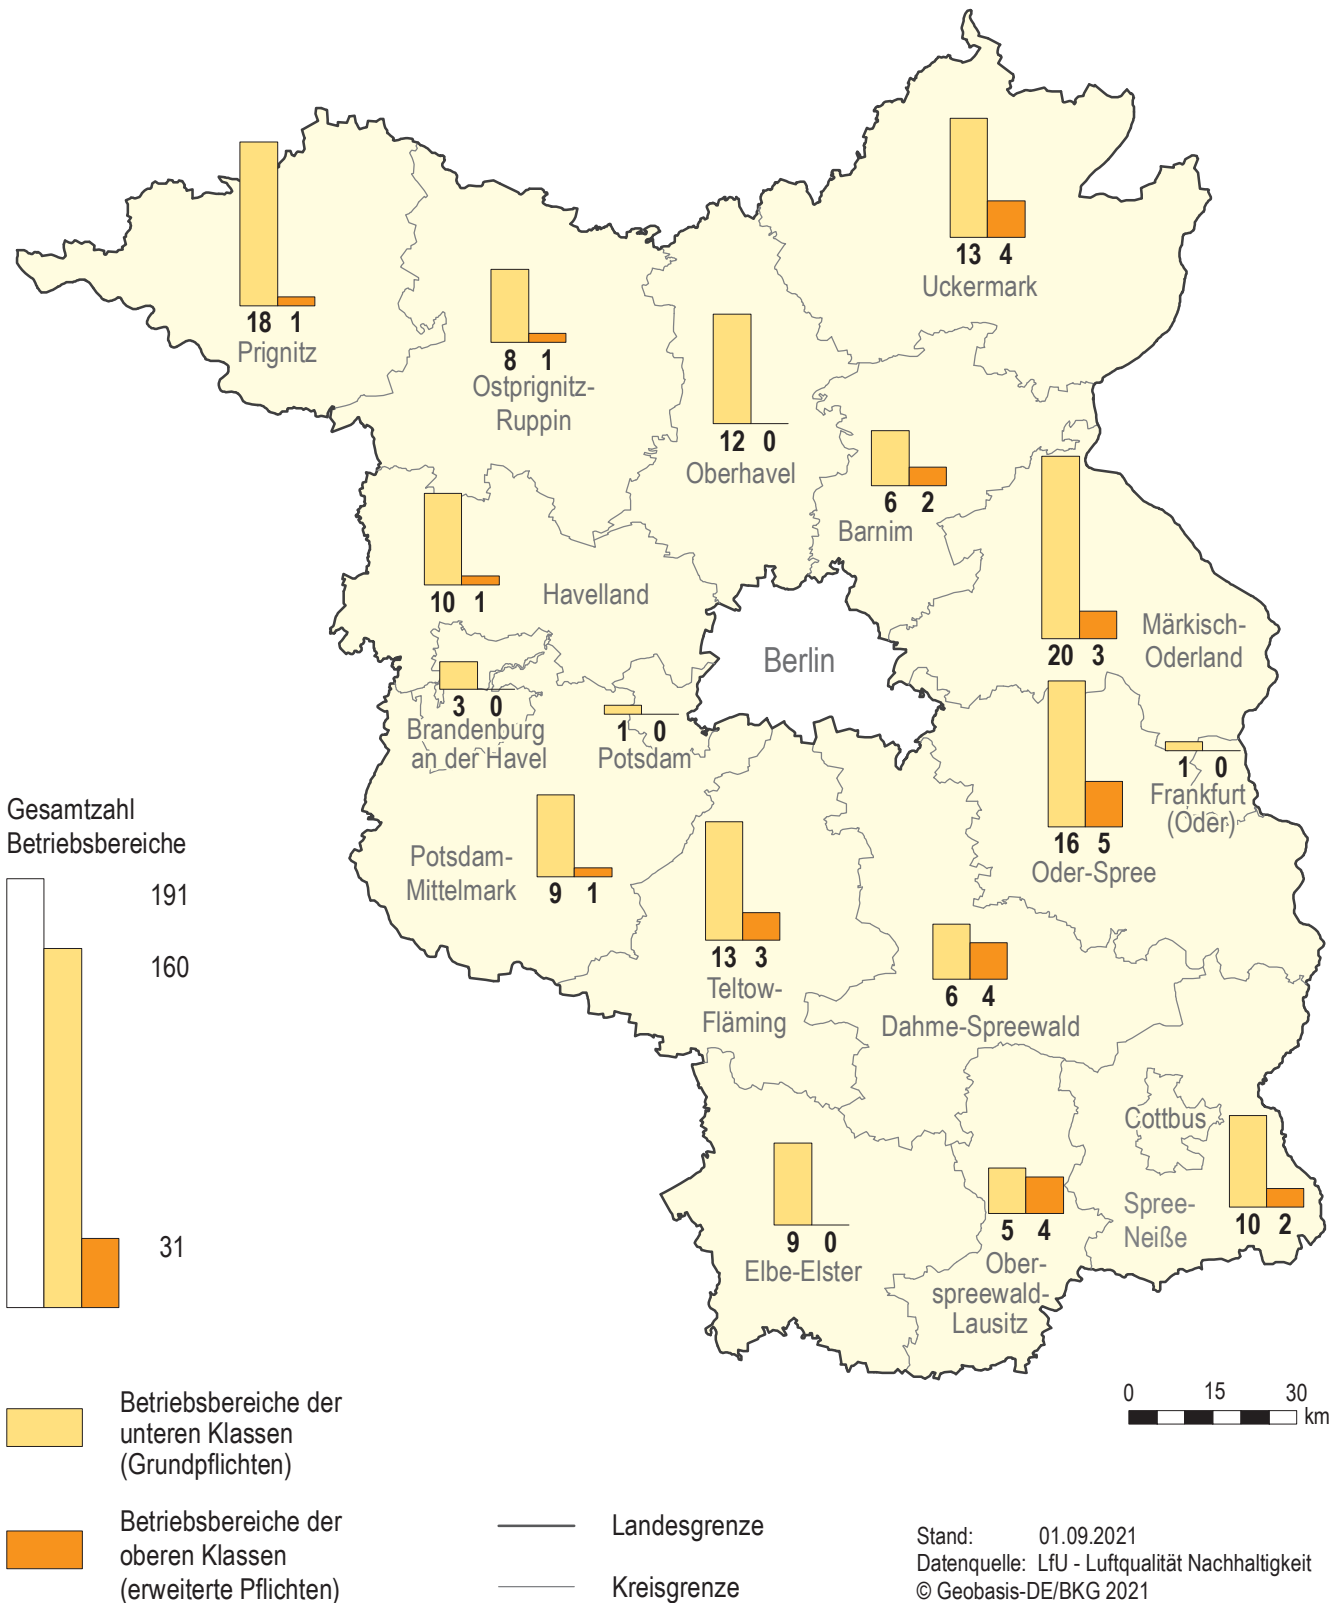 13 4
Uckermark
18 1
Prignitz
8 1
Ostprignitz-
Ruppin
12 0
Oberhavel
6 2
Barnim
10 1
Havelland
20 3
Märkisch-
Oderland
Berlin
3 0
Brandenburg
an der Havel
1 0
Potsdam
1 0
Frankfurt
(Oder)
16 5
Oder-Spree
Potsdam-
Mittelmark
9 1
13 3
Teltow-
Fläming
6 4
Dahme-Spreewald
Cottbus
Spree-
Neiße
10 2
9 0
Elbe-Elster
5 4
Ober-
spreewald-
Lausitz
Gesamtzahl
Betriebsbereiche
191
160
31
0 15 30
km
Betriebsbereiche der
unteren Klassen
(Grundpflichten)
Betriebsbereiche der
oberen Klassen
(erweiterte Pflichten)
Landesgrenze
Kreisgrenze
Stand: 01.09.2021
Datenquelle: LfU - Luftqualität Nachhaltigkeit
© Geobasis-DE/BKG 2021